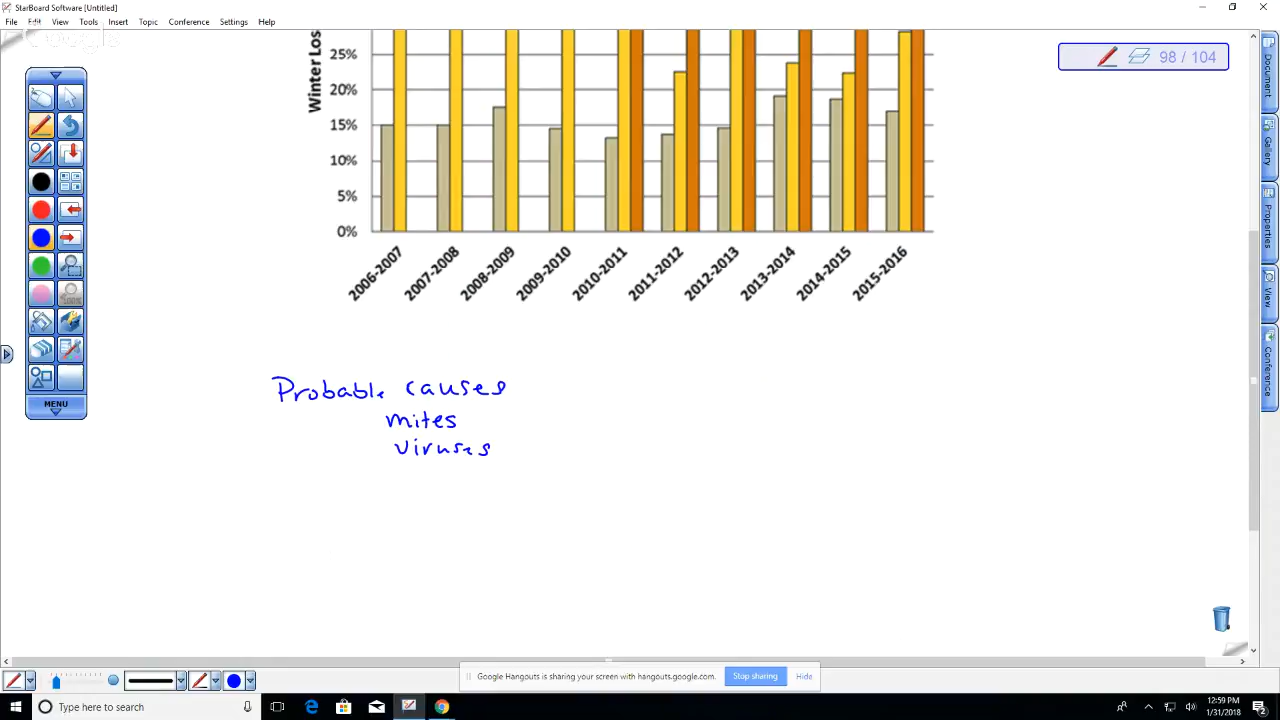 StarBoard Software [Untitled]
File Edit View Tools Insert Topic Conference Settings Help
98 / 104
Document
Gallery
Properties
View
Conference
MENU
Winter Los
25%
20%
15%
10%
5%
0%
2006-2007 2007-2008 2008-2009 2009-2010 2010-2011 2011-2012 2012-2013 2013-2014 2014-2015 2015-2016
Probable causes
mites
viruses
Google Hangouts is sharing your screen with hangouts.google.com. Stop sharing Hide
Type here to search
12:59 PM
1/31/2018
2